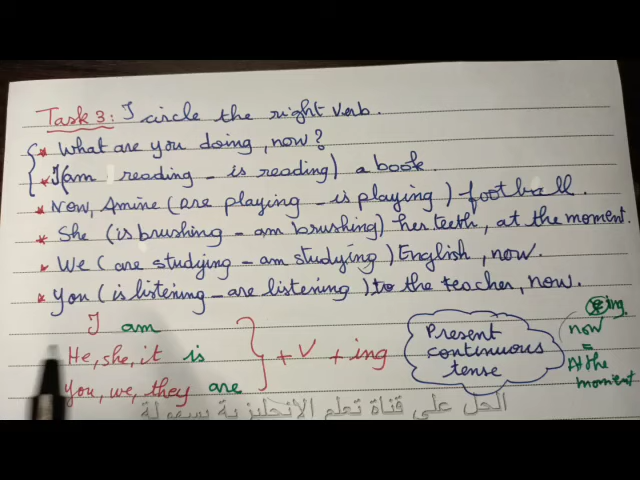 Task 3: I circle the right verb.
* What are you doing, now?
* I (am reading - is reading) a book.
* Now, Amine (are playing - is playing) football.
* She (is brushing - am brushing) her teeth, at the moment.
* We (are studying - am studying) English, now.
* You (is listening - are listening) to the teacher, now.
I am
He, she, it is
You, we, they are
+ V + ing
Present
continuous
tense
ing
now
=
At the
moment
الحل على قناة تعلم الانجليزية بسهولة